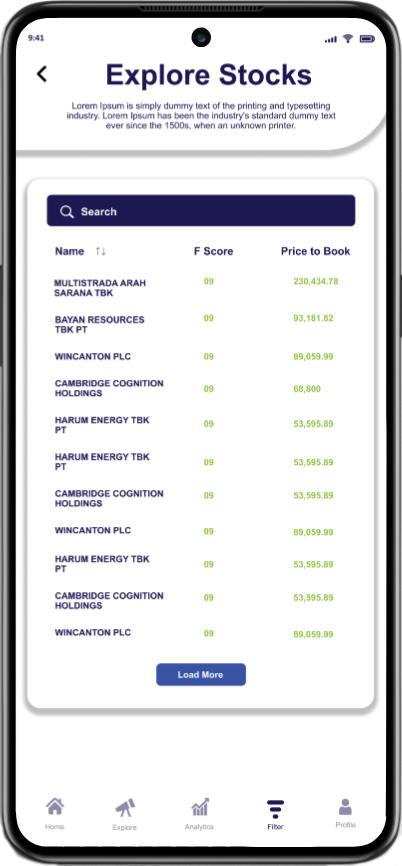 9:41
Explore Stocks
Lorem Ipsum is simply dummy text of the printing and typesetting
industry. Lorem Ipsum has been the industry's standard dummy text
ever since the 1500s, when an unknown printer.
Search
Name ↑↓ F Score Price to Book
MULTISTRADA ARAH
SARANA TBK 09 230,434.78
BAYAN RESOURCES
TBK PT 09 93,181.82
WINCANTON PLC 09 89,059.99
CAMBRIDGE COGNITION
HOLDINGS 09 68,800
HARUM ENERGY TBK
PT 09 53,595.89
HARUM ENERGY TBK
PT 09 53,595.89
CAMBRIDGE COGNITION
HOLDINGS 09 53,595.89
WINCANTON PLC 09 89,059.99
HARUM ENERGY TBK
PT 09 53,595.89
CAMBRIDGE COGNITION
HOLDINGS 09 53,595.89
WINCANTON PLC 09 89,059.99
Load More
Home Explore Analytics Filter Profile